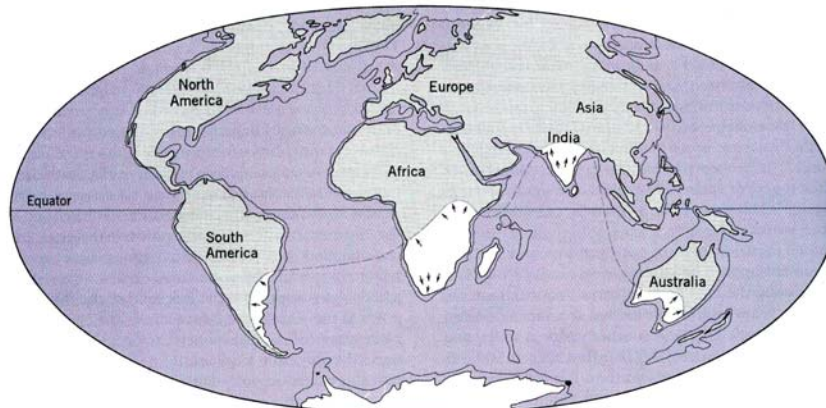 North
America
Europe
Asia
India
Africa
Equator
South
America
Australia